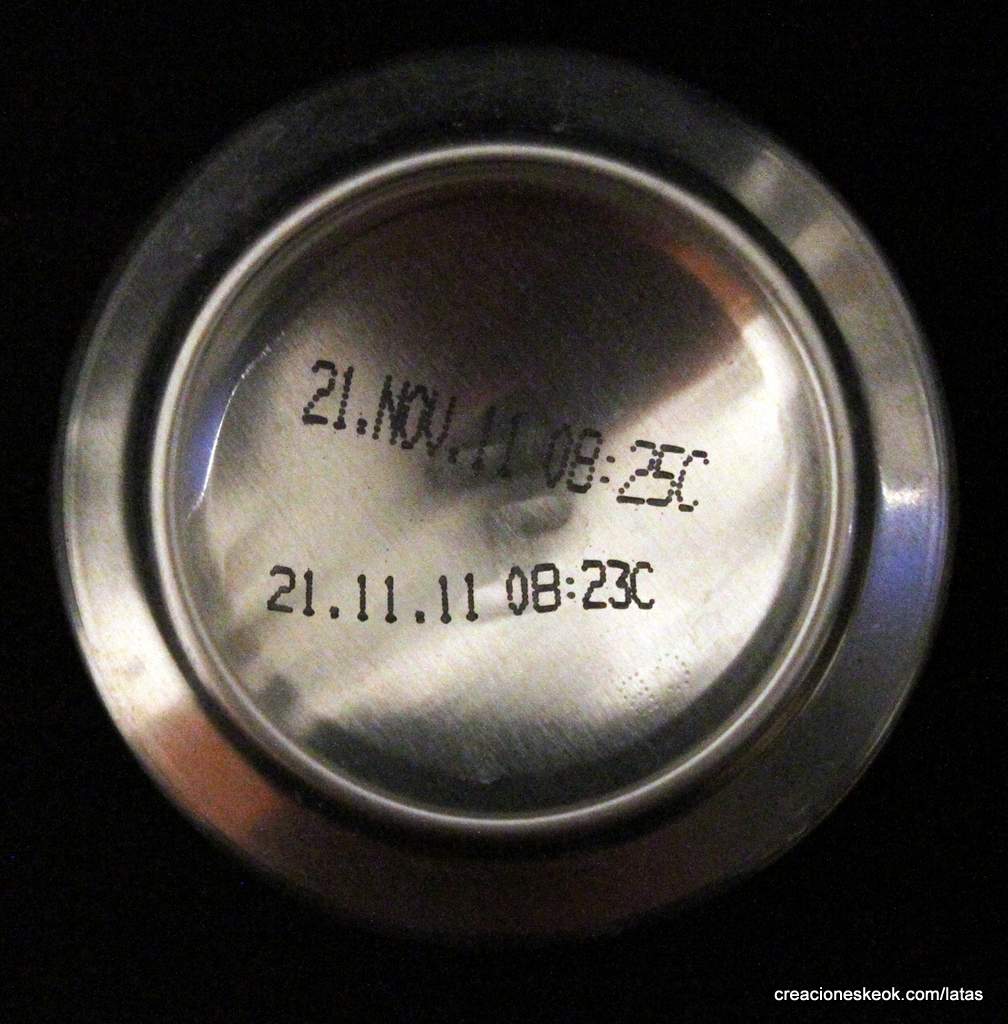 21.NOV.11 08:25C
21.11.11 08:23C
creacioneskeok.com/latas